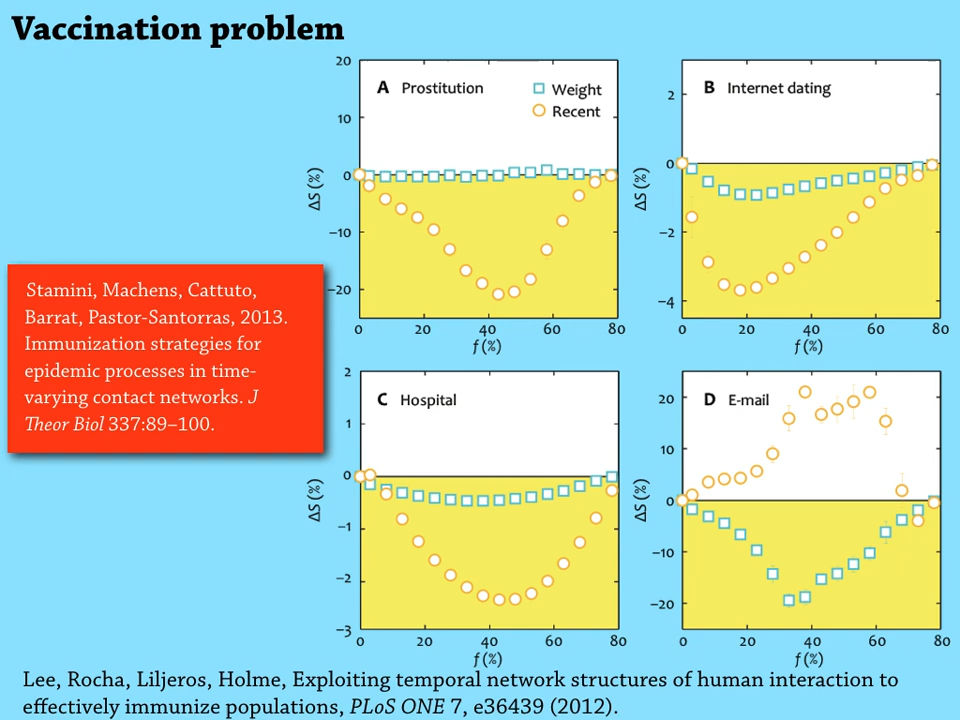 Vaccination problem
20
10
0
−10
−20
ΔS (%)
A Prostitution
Weight
Recent
0 20 40 60 80
f (%)
2
0
−2
−4
ΔS (%)
B Internet dating
0 20 40 60 80
f (%)
Stamini, Machens, Cattuto,
Barrat, Pastor-Santorras, 2013.
Immunization strategies for
epidemic processes in time-
varying contact networks. J
Theor Biol 337:89–100.
2
1
0
−1
−2
−3
ΔS (%)
C Hospital
0 20 40 60 80
f (%)
20
10
0
−10
−20
ΔS (%)
D E-mail
0 20 40 60 80
f (%)
Lee, Rocha, Liljeros, Holme, Exploiting temporal network structures of human interaction to
effectively immunize populations, PLoS ONE 7, e36439 (2012).